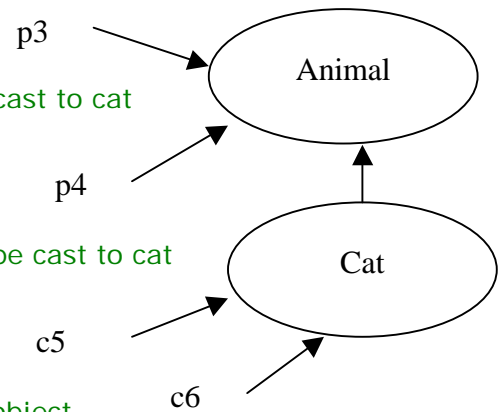 p3
Animal
cast to cat
p4
be cast to cat
Cat
c5
c6
object